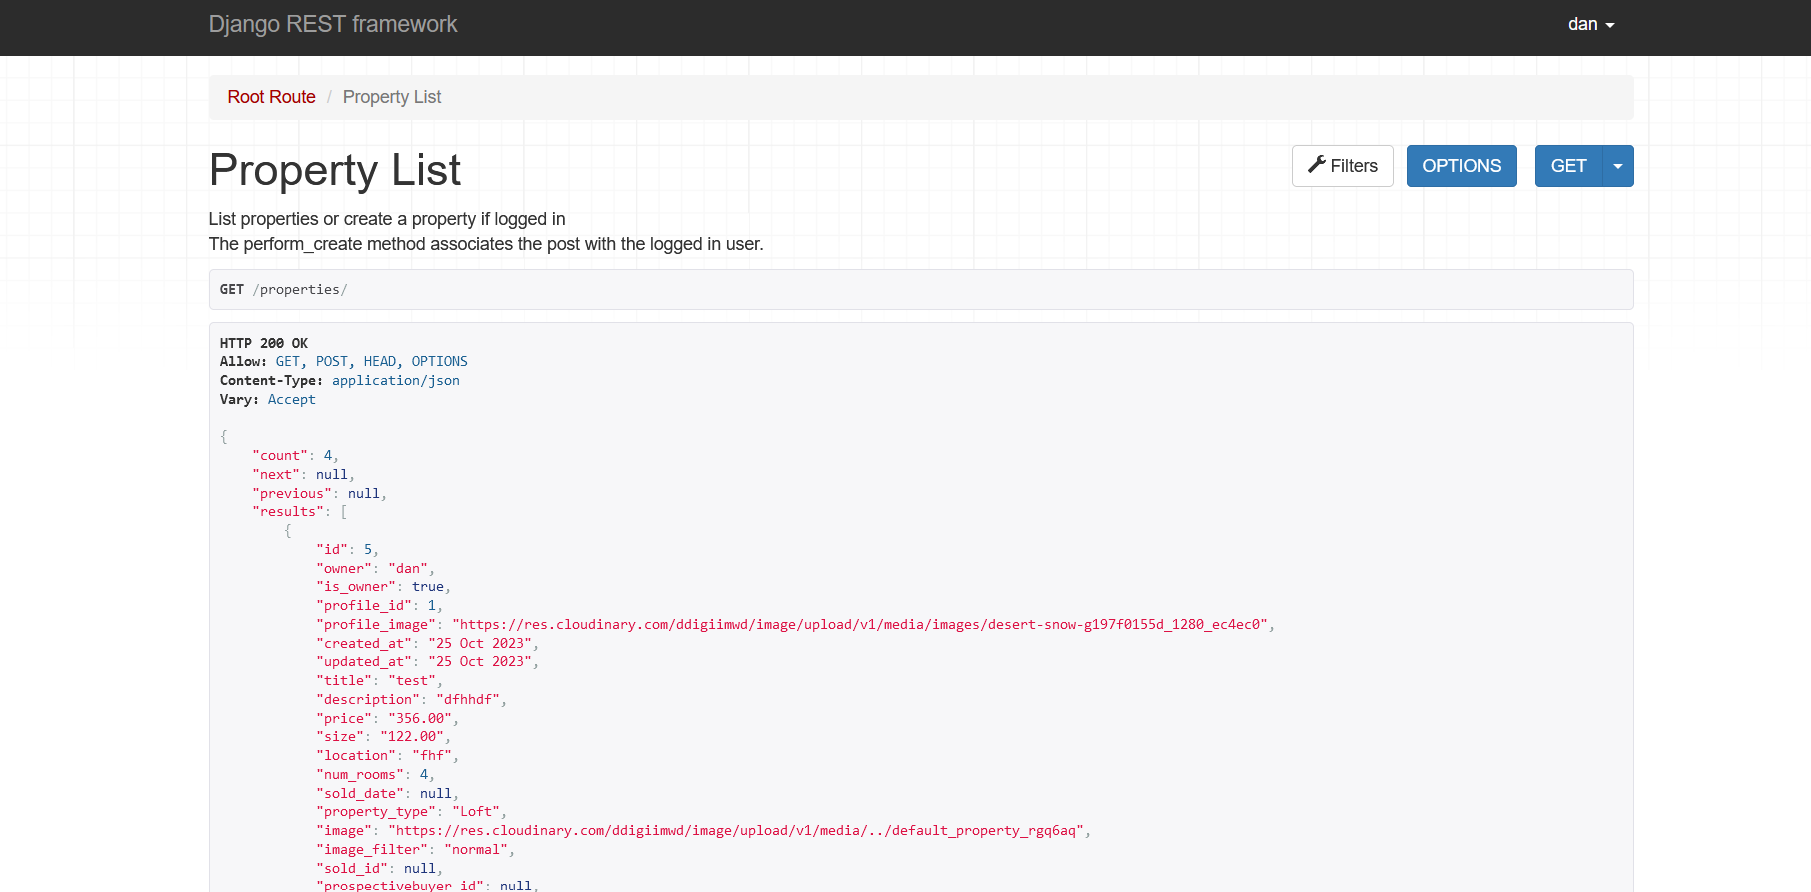 Django REST framework
dan
Root Route / Property List
Property List
Filters
OPTIONS
GET
List properties or create a property if logged in
The perform_create method associates the post with the logged in user.
GET /properties/
HTTP 200 OK
Allow: GET, POST, HEAD, OPTIONS
Content-Type: application/json
Vary: Accept
{
    "count": 4,
    "next": null,
    "previous": null,
    "results": [
        {
            "id": 5,
            "owner": "dan",
            "is_owner": true,
            "profile_id": 1,
            "profile_image": "https://res.cloudinary.com/ddigiimwd/image/upload/v1/media/images/desert-snow-g197f0155d_1280_ec4ec0",
            "created_at": "25 Oct 2023",
            "updated_at": "25 Oct 2023",
            "title": "test",
            "description": "dfhhdf",
            "price": "356.00",
            "size": "122.00",
            "location": "fhf",
            "num_rooms": 4,
            "sold_date": null,
            "property_type": "Loft",
            "image": "https://res.cloudinary.com/ddigiimwd/image/upload/v1/media/../default_property_rgq6aq",
            "image_filter": "normal",
            "sold_id": null,
            "prospectivebuyer_id": null,